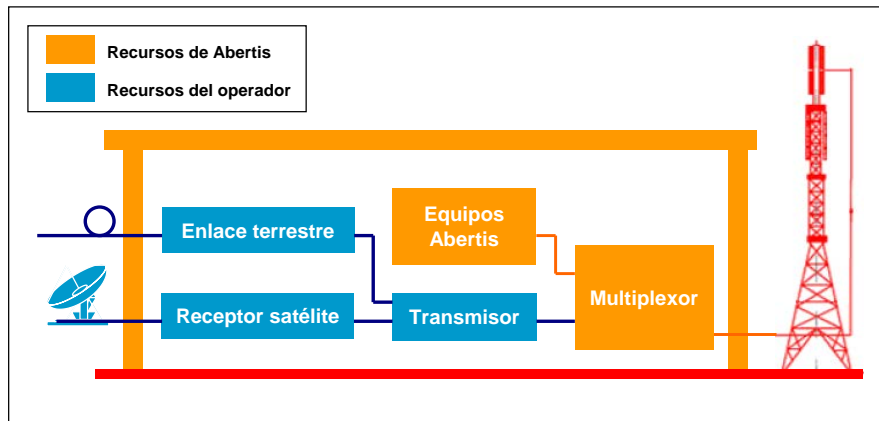 Recursos de Abertis
Recursos del operador
Equipos
Abertis
Enlace terrestre
Multiplexor
Receptor satélite
Transmisor